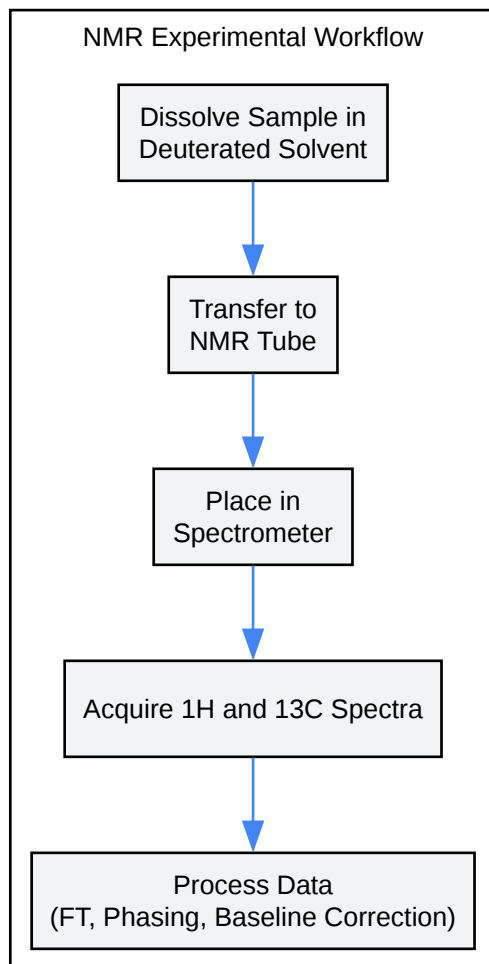 NMR Experimental Workflow
Dissolve Sample in
Deuterated Solvent
Transfer to
NMR Tube
Place in
Spectrometer
Acquire 1H and 13C Spectra
Process Data
(FT, Phasing, Baseline Correction)